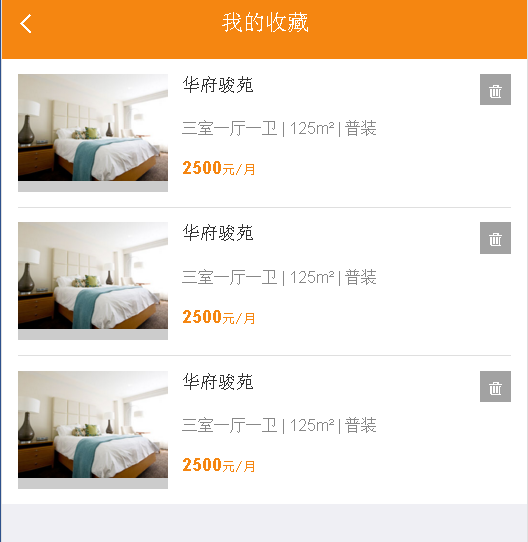 我的收藏
华府骏苑
三室一厅一卫 | 125m² | 普装
2500元/月
华府骏苑
三室一厅一卫 | 125m² | 普装
2500元/月
华府骏苑
三室一厅一卫 | 125m² | 普装
2500元/月